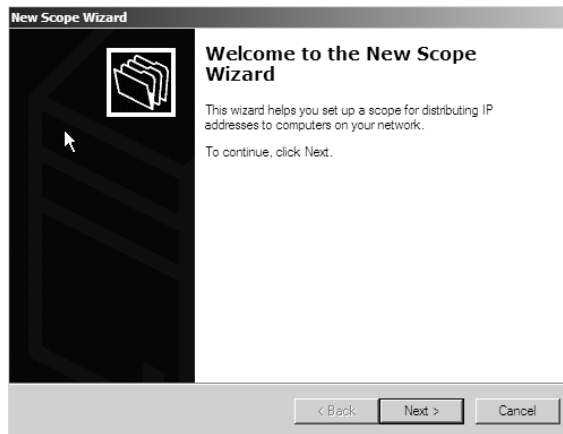 New Scope Wizard
Welcome to the New Scope
Wizard
This wizard helps you set up a scope for distributing IP
addresses to computers on your network.
To continue, click Next.
< Back
Next >
Cancel